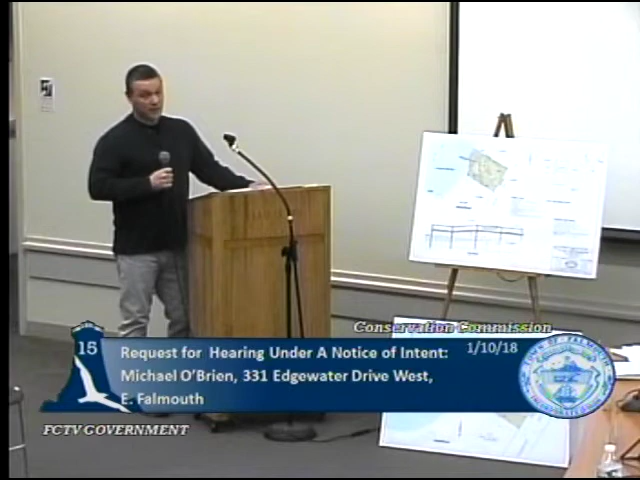 Conservation Commission
15
Request for Hearing Under A Notice of Intent:
1/10/18
Michael O'Brien, 331 Edgewater Drive West,
E. Falmouth
FCTV GOVERNMENT